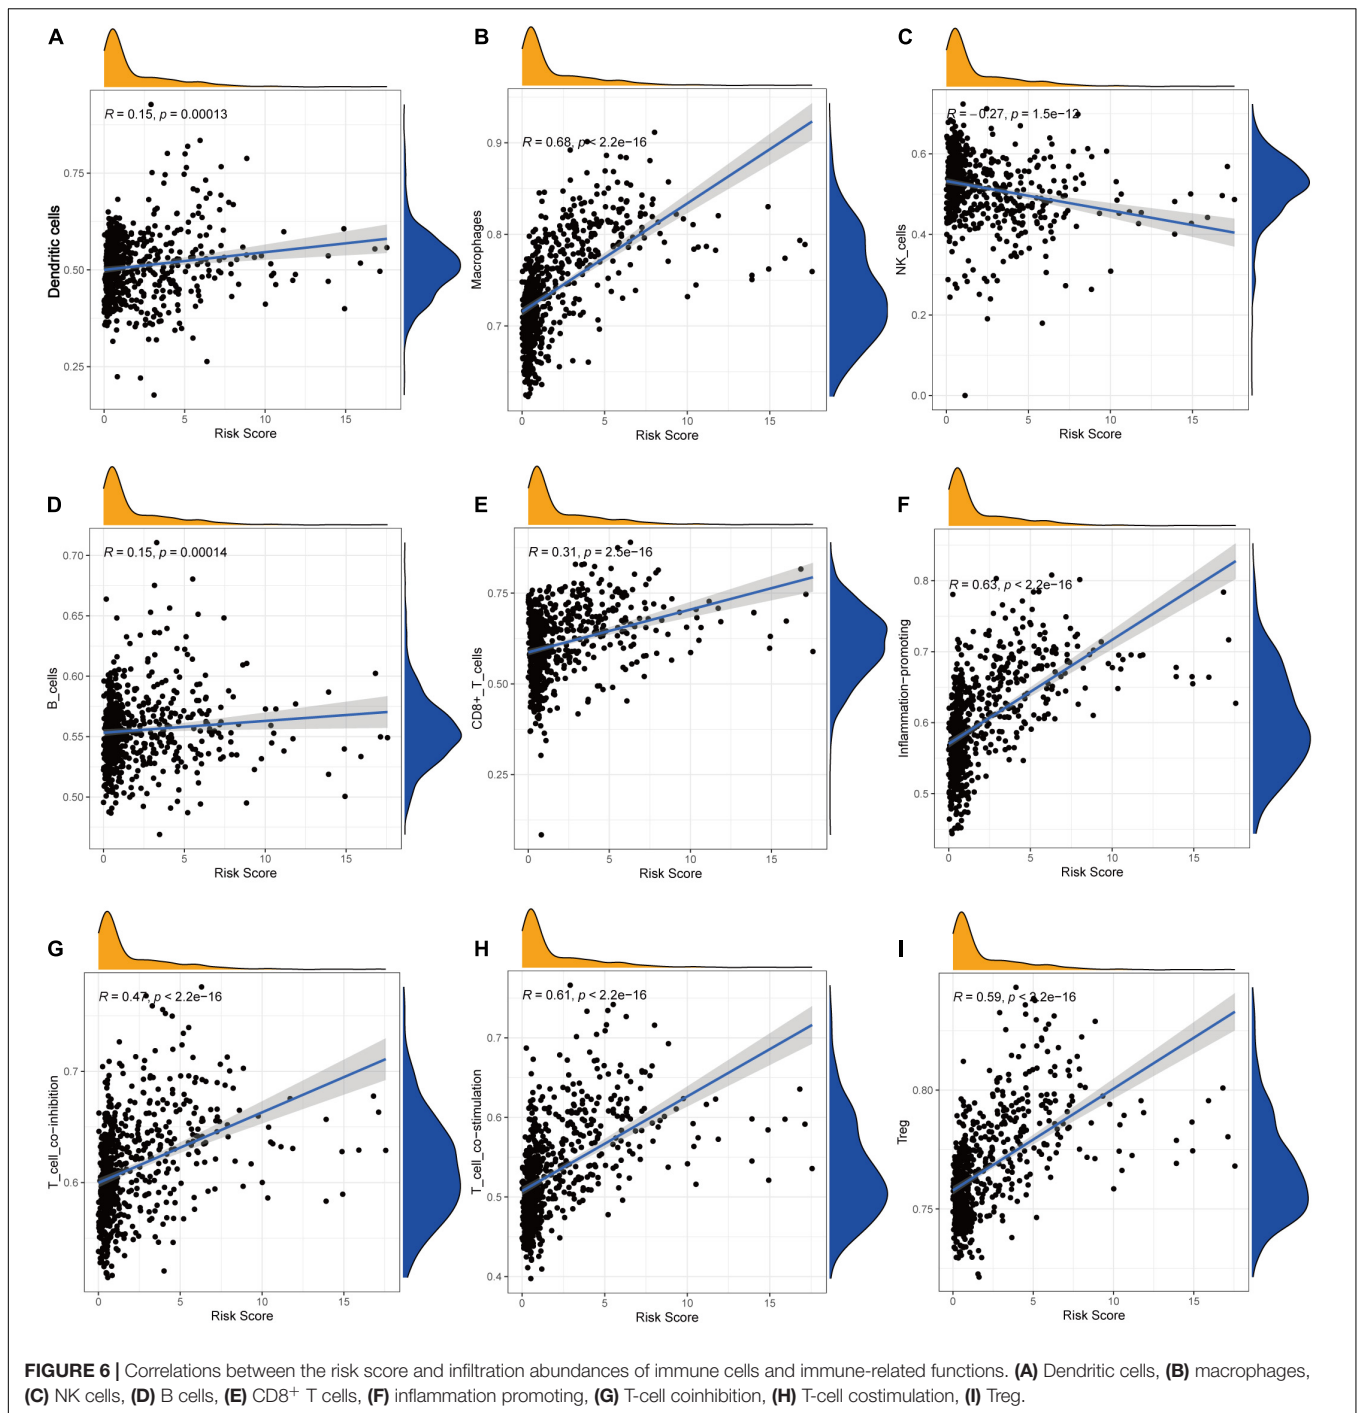 A
R = 0.15, p = 0.00013
Dendritic cells
0.75
0.50
0.25
0 5 10 15
Risk Score
B
R = 0.68, p < 2.2e−16
Macrophages
0.9
0.8
0.7
0 5 10 15
Risk Score
C
R = −0.27, p = 1.5e−12
NK_cells
0.6
0.4
0.2
0.0
0 5 10 15
Risk Score
D
R = 0.15, p = 0.00014
B_cells
0.70
0.65
0.60
0.55
0.50
0 5 10 15
Risk Score
E
R = 0.31, p = 2.5e−16
CD8+_T_cells
0.75
0.50
0.25
0 5 10 15
Risk Score
F
R = 0.63, p < 2.2e−16
Inflammation−promoting
0.8
0.7
0.6
0.5
0 5 10 15
Risk Score
G
R = 0.47, p < 2.2e−16
T_cell_co−inhibition
0.7
0.6
0 5 10 15
Risk Score
H
R = 0.61, p < 2.2e−16
T_cell_co−stimulation
0.7
0.6
0.5
0.4
0 5 10 15
Risk Score
I
R = 0.59, p < 2.2e−16
Treg
0.80
0.75
0 5 10 15
Risk Score
FIGURE 6 | Correlations between the risk score and infiltration abundances of immune cells and immune-related functions. (A) Dendritic cells, (B) macrophages,
(C) NK cells, (D) B cells, (E) CD8⁺ T cells, (F) inflammation promoting, (G) T-cell coinhibition, (H) T-cell costimulation, (I) Treg.